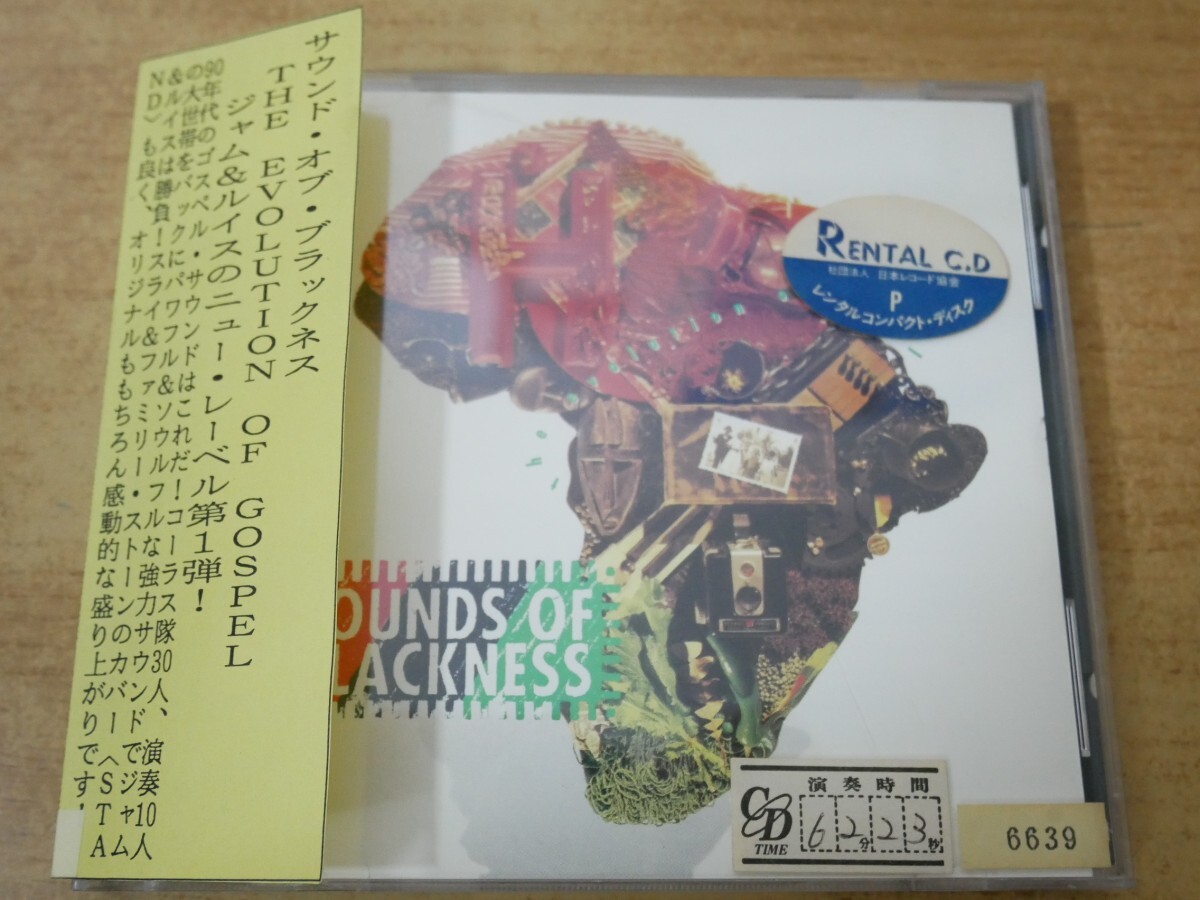 サウンド・オブ・ブラックネス
THE EVOLUTION OF GOSPEL
ジャム&ルイスのニュー・レーベル第1弾!
90年代のゴスペル・サウンドはこれだ!コーラス隊30人、演奏10人
の大世帯をバックにパワフル&ソウルフルな強力サウンドでジャム
&ルイスは勝負!スライ&ファミリー・ストーンのカバー〈STA
ND〉も良く、オリジナルももちろん感動的な盛り上がりです!
RENTAL C.D
社団法人 日本レコード協会
P
レンタルコンパクト・ディスク
OUNDS OF
LACKNESS
演奏時間
CD TIME
62分23秒
6639